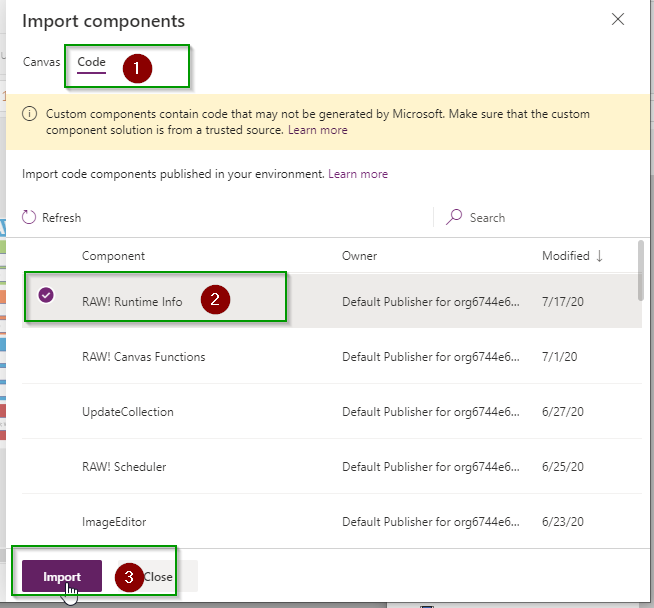 Import components
Canvas Code 1
Custom components contain code that may not be generated by Microsoft. Make sure that the custom
component solution is from a trusted source. Learn more
Import code components published in your environment. Learn more
Refresh Search
Component Owner Modified ↓
RAW! Runtime Info 2 Default Publisher for org6744e6... 7/17/20
RAW! Canvas Functions Default Publisher for org6744e6... 7/1/20
UpdateCollection Default Publisher for org6744e6... 6/27/20
RAW! Scheduler Default Publisher for org6744e6... 6/25/20
ImageEditor Default Publisher for org6744e6... 6/23/20
Import 3 Close